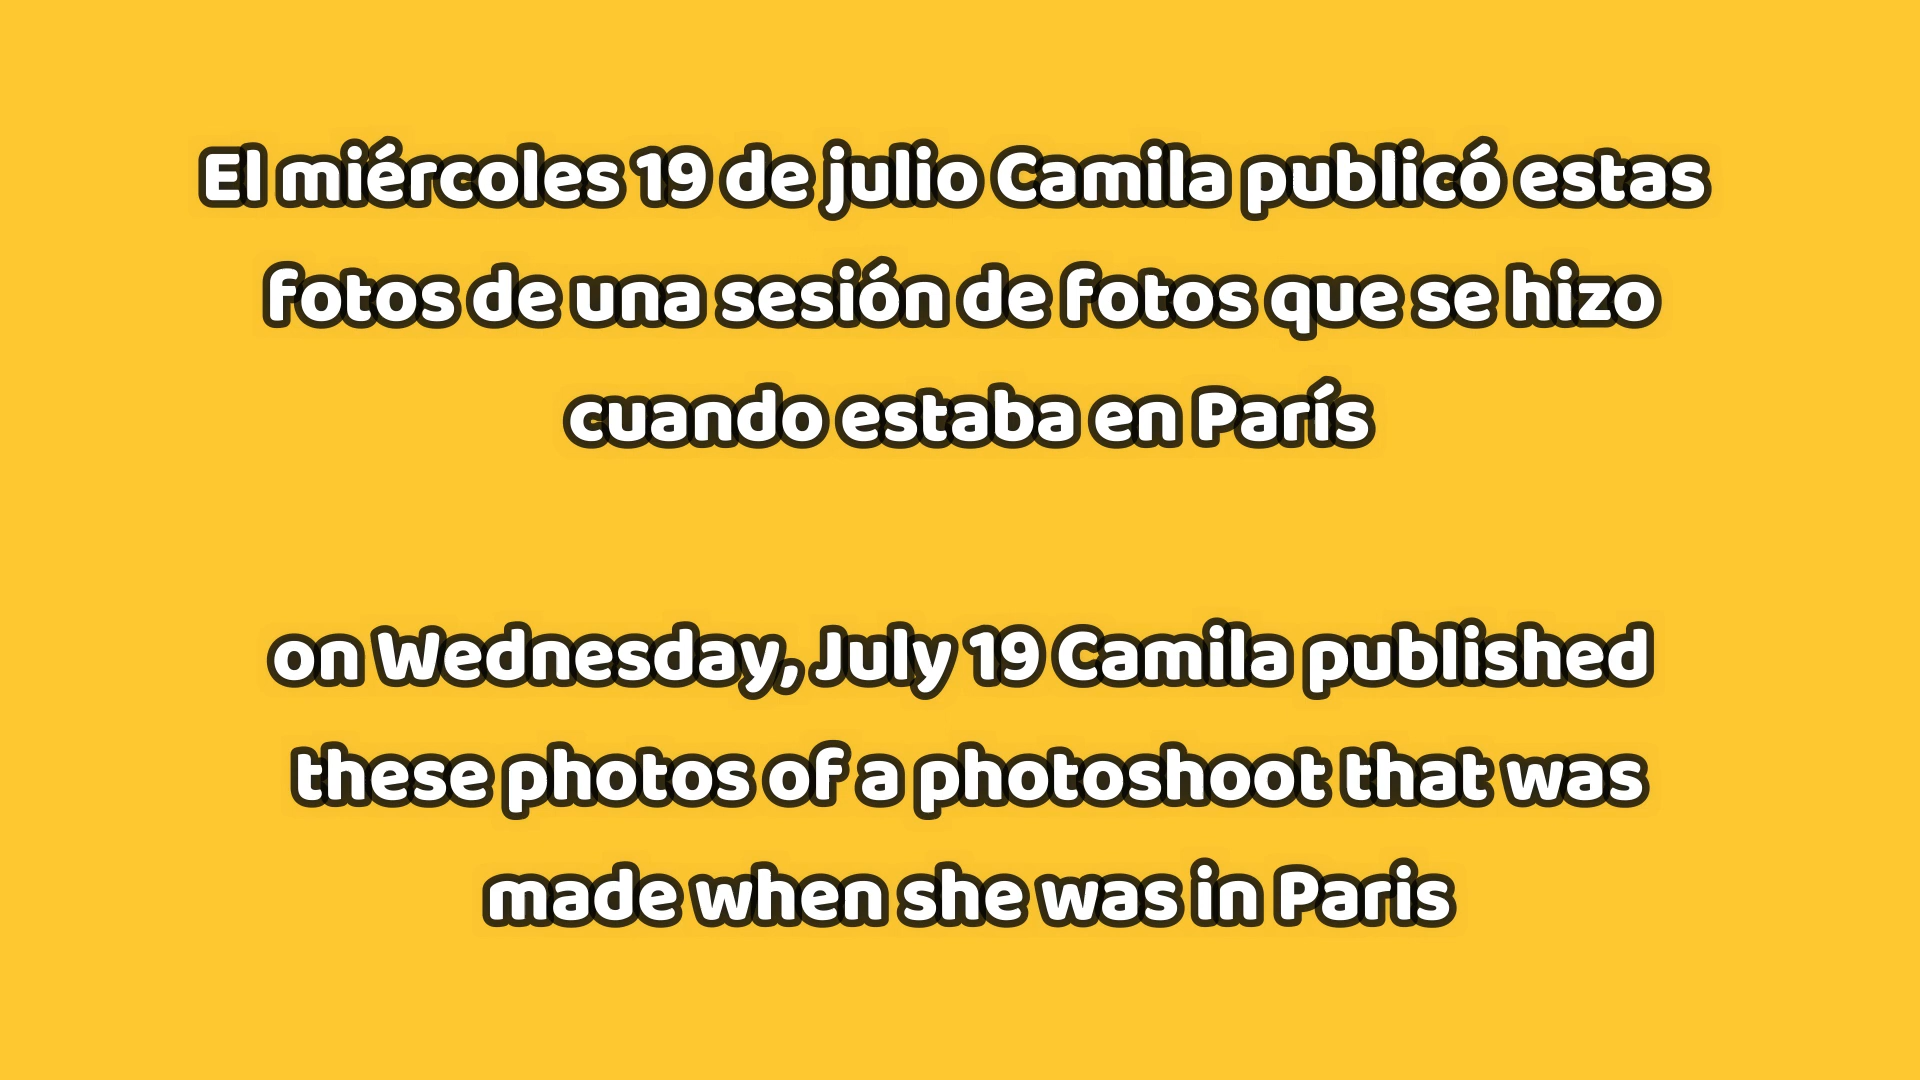 El miércoles 19 de julio Camila publicó estas
fotos de una sesión de fotos que se hizo
cuando estaba en París
on Wednesday, July 19 Camila published
these photos of a photoshoot that was
made when she was in Paris